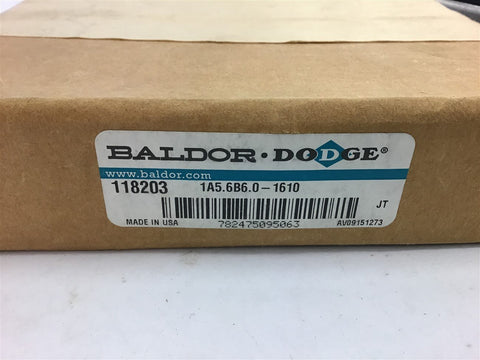 BALDOR · DODGE®
www.baldor.com
118203 1A5.6B6.0-1610
JT
MADE IN USA 782475095063 AV09151273